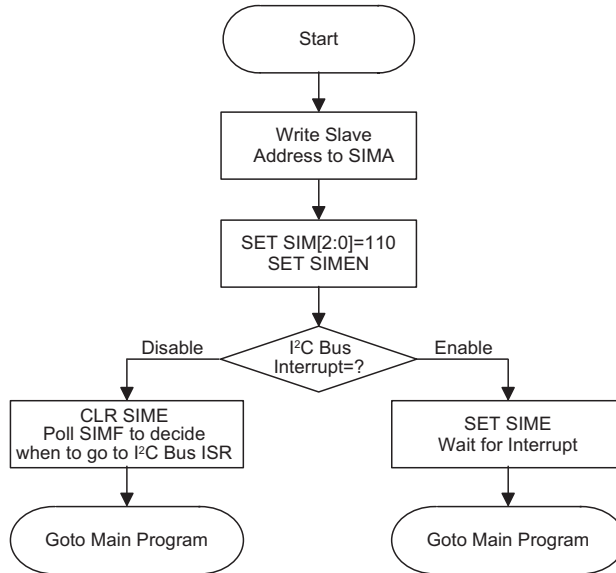 Start
Write Slave
Address to SIMA
SET SIM[2:0]=110
SET SIMEN
I²C Bus
Interrupt=?
Disable
Enable
CLR SIME
Poll SIMF to decide
when to go to I²C Bus ISR
SET SIME
Wait for Interrupt
Goto Main Program
Goto Main Program